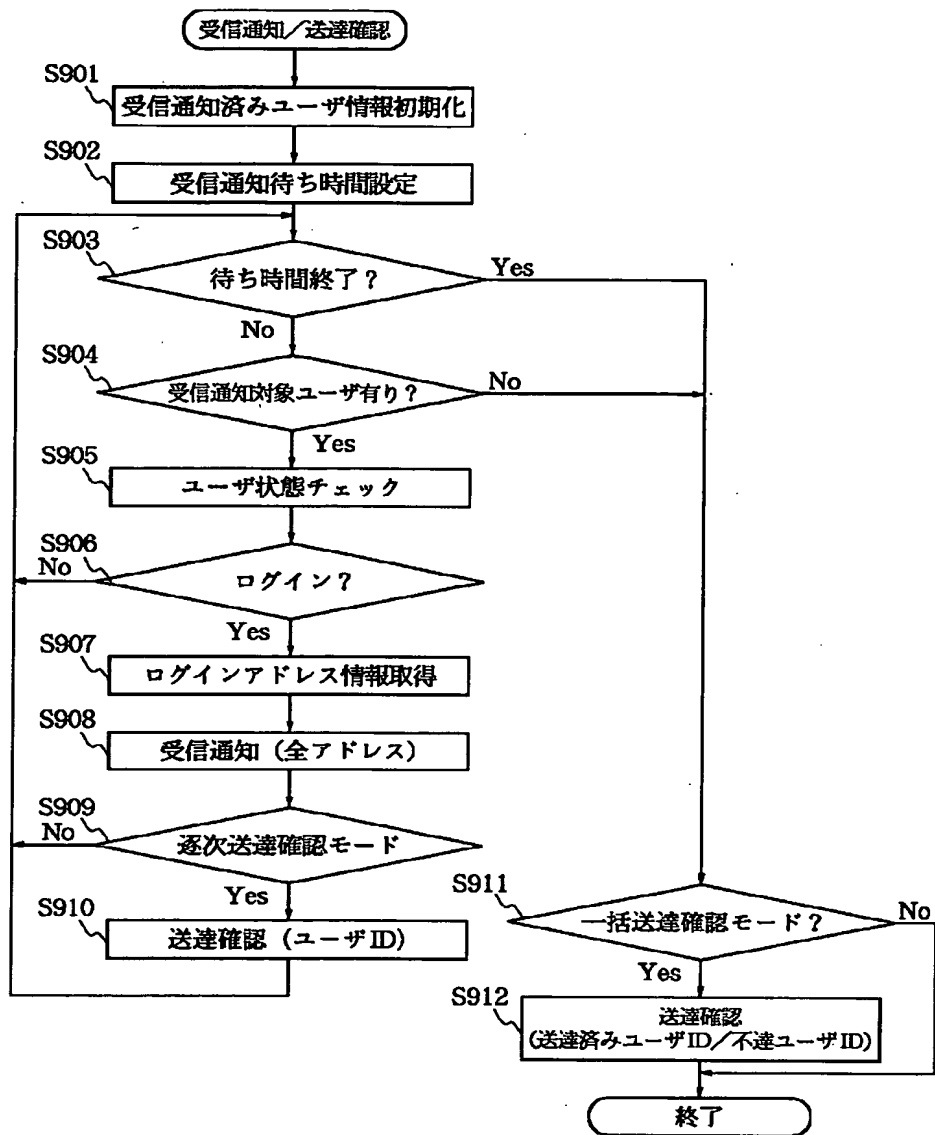 受信通知／送達確認
S901
受信通知済みユーザ情報初期化
S902
受信通知待ち時間設定
S903
待ち時間終了？
Yes
No
S904
受信通知対象ユーザ有り？
No
Yes
S905
ユーザ状態チェック
S906
No
ログイン？
Yes
S907
ログインアドレス情報取得
S908
受信通知（全アドレス）
S909
No
逐次送達確認モード
Yes
S910
送達確認（ユーザID）
S911
一括送達確認モード？
No
Yes
S912
送達確認
（送達済みユーザID／不達ユーザID）
終了